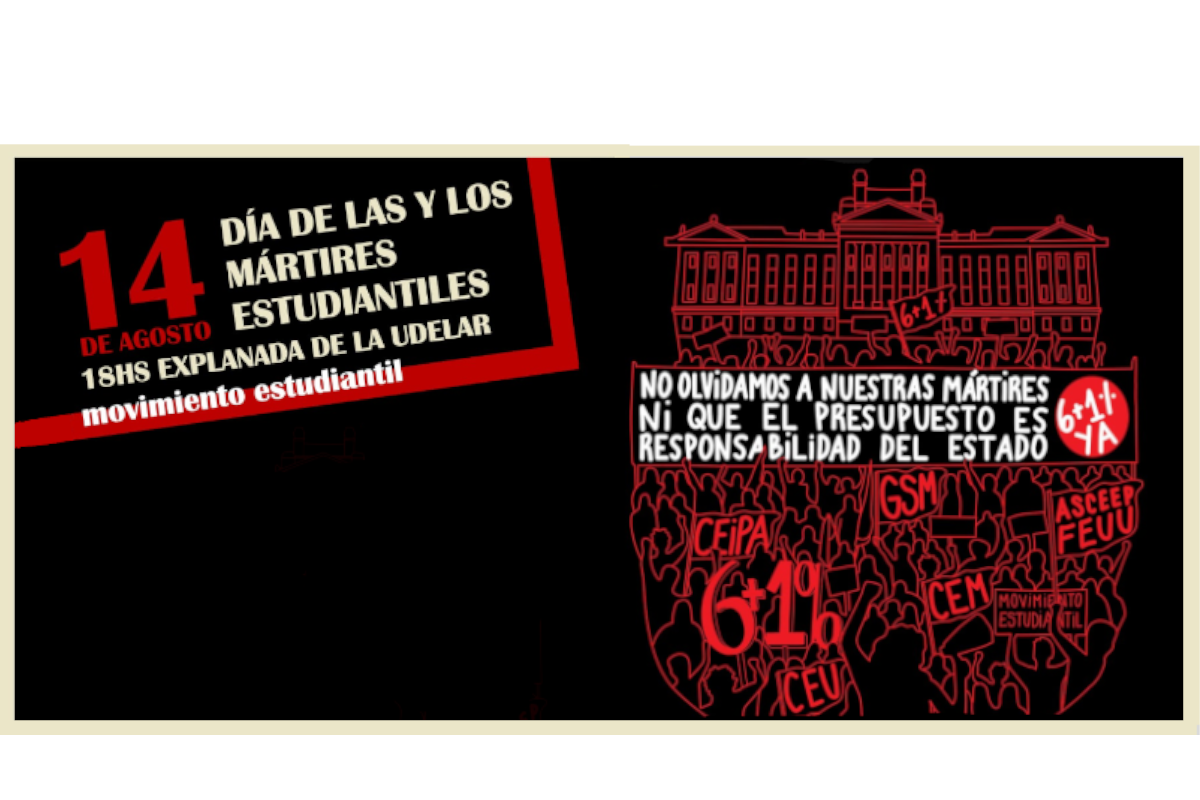 14
DE AGOSTO
DÍA DE LAS Y LOS
MÁRTIRES
ESTUDIANTILES
18HS EXPLANADA DE LA UDELAR
movimiento estudiantil
6+1%
NO OLViDAMOS A NUESTRAS MÁRTiRES
Ni QUE EL PRESUPUESTO ES
RESPONSABiLiDAD DEL ESTADO
6+1%
YA
GSM
ASCEEP
FEUU
CEiPA
6+1%
CEM
MOViMiENTO
ESTUDiANTiL
CEU